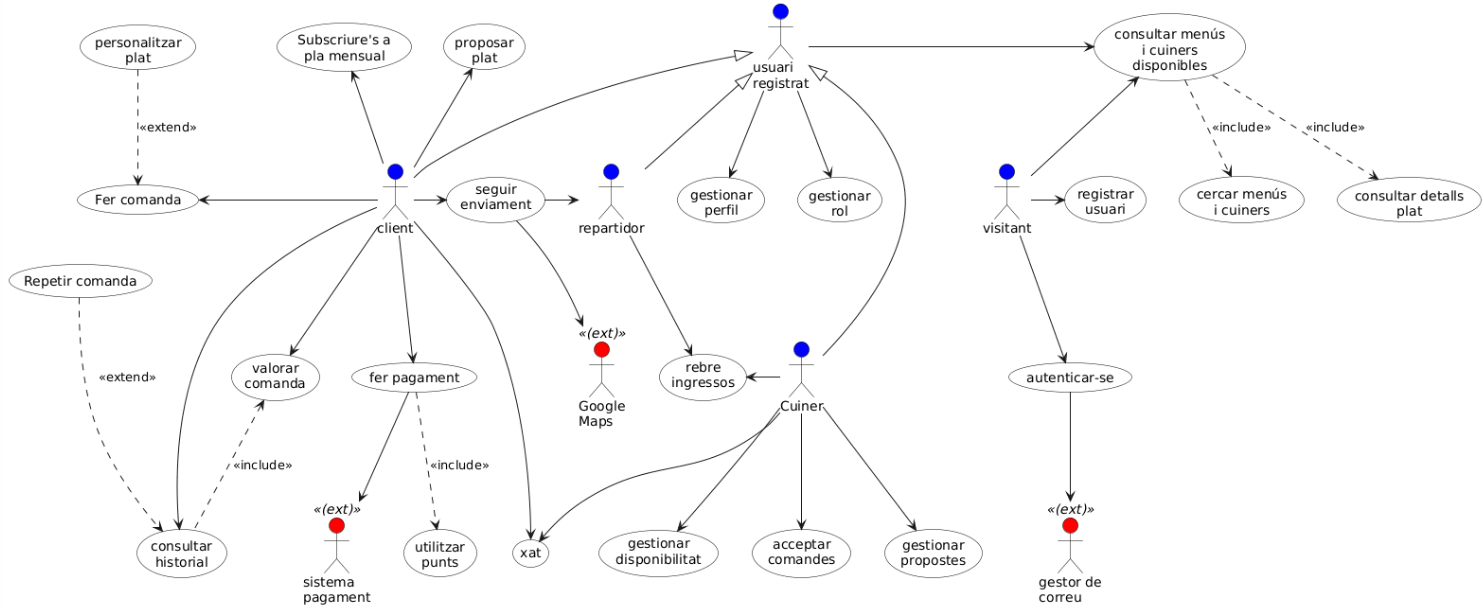 personalitzar
plat
Subscriure's a
pla mensual
proposar
plat
usuari
registrat
consultar menús
i cuiners
disponibles
«extend»
«include»
«include»
Fer comanda
client
seguir
enviament
repartidor
gestionar
perfil
gestionar
rol
visitant
registrar
usuari
cercar menús
i cuiners
consultar detalls
plat
Repetir comanda
«extend»
valorar
comanda
fer pagament
«(ext)»
Google
Maps
rebre
ingressos
Cuiner
autenticar-se
«include»
«include»
consultar
historial
«(ext)»
sistema
pagament
utilitzar
punts
xat
gestionar
disponibilitat
acceptar
comandes
gestionar
propostes
«(ext)»
gestor de
correu